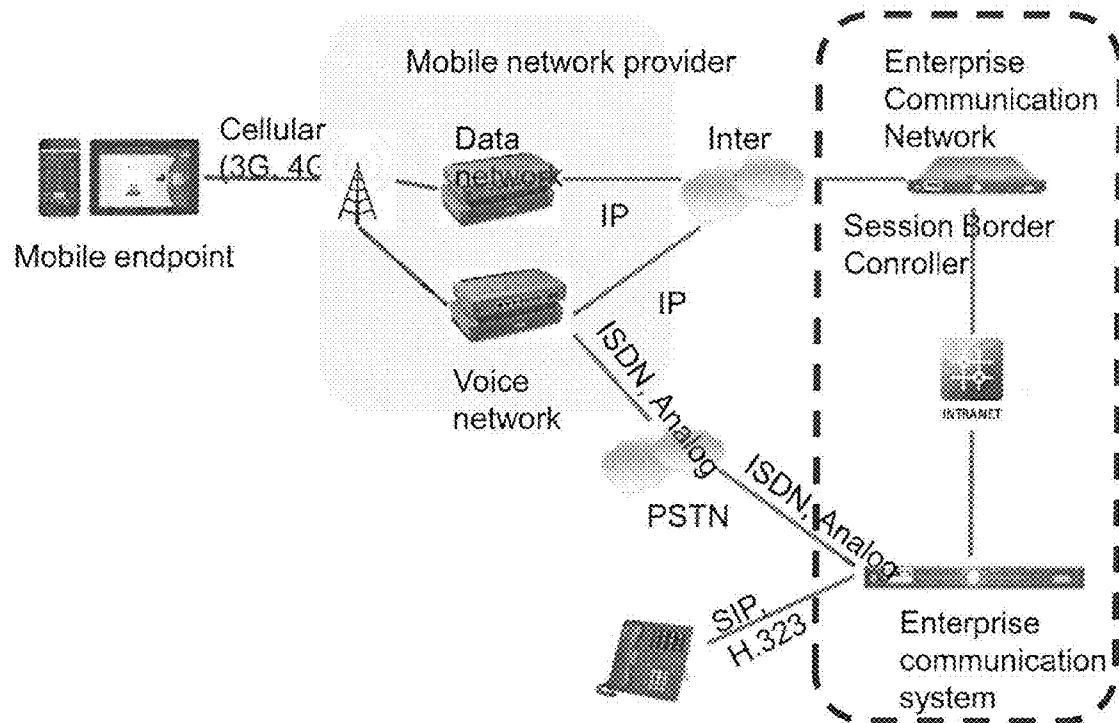 Mobile network provider
Enterprise
Communication
Network
Cellular
(3G, 4G
Data
network
Inter
IP
Mobile endpoint
Session Border
Conroller
IP
ISDN, Analog
Voice
network
INTRANET
PSTN
ISDN, Analog
SIP,
H.323
Enterprise
communication
system